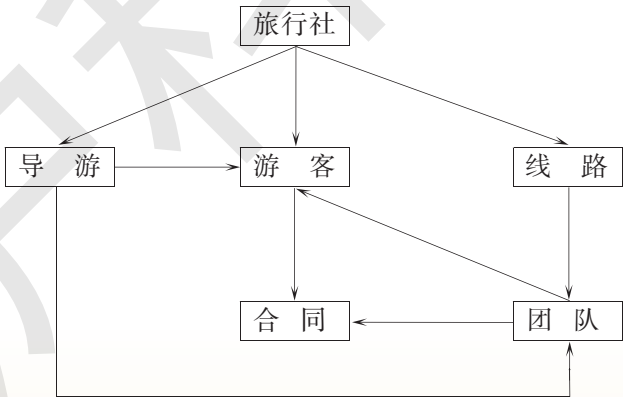 旅行社
导 游 游 客 线 路
合 同 团 队